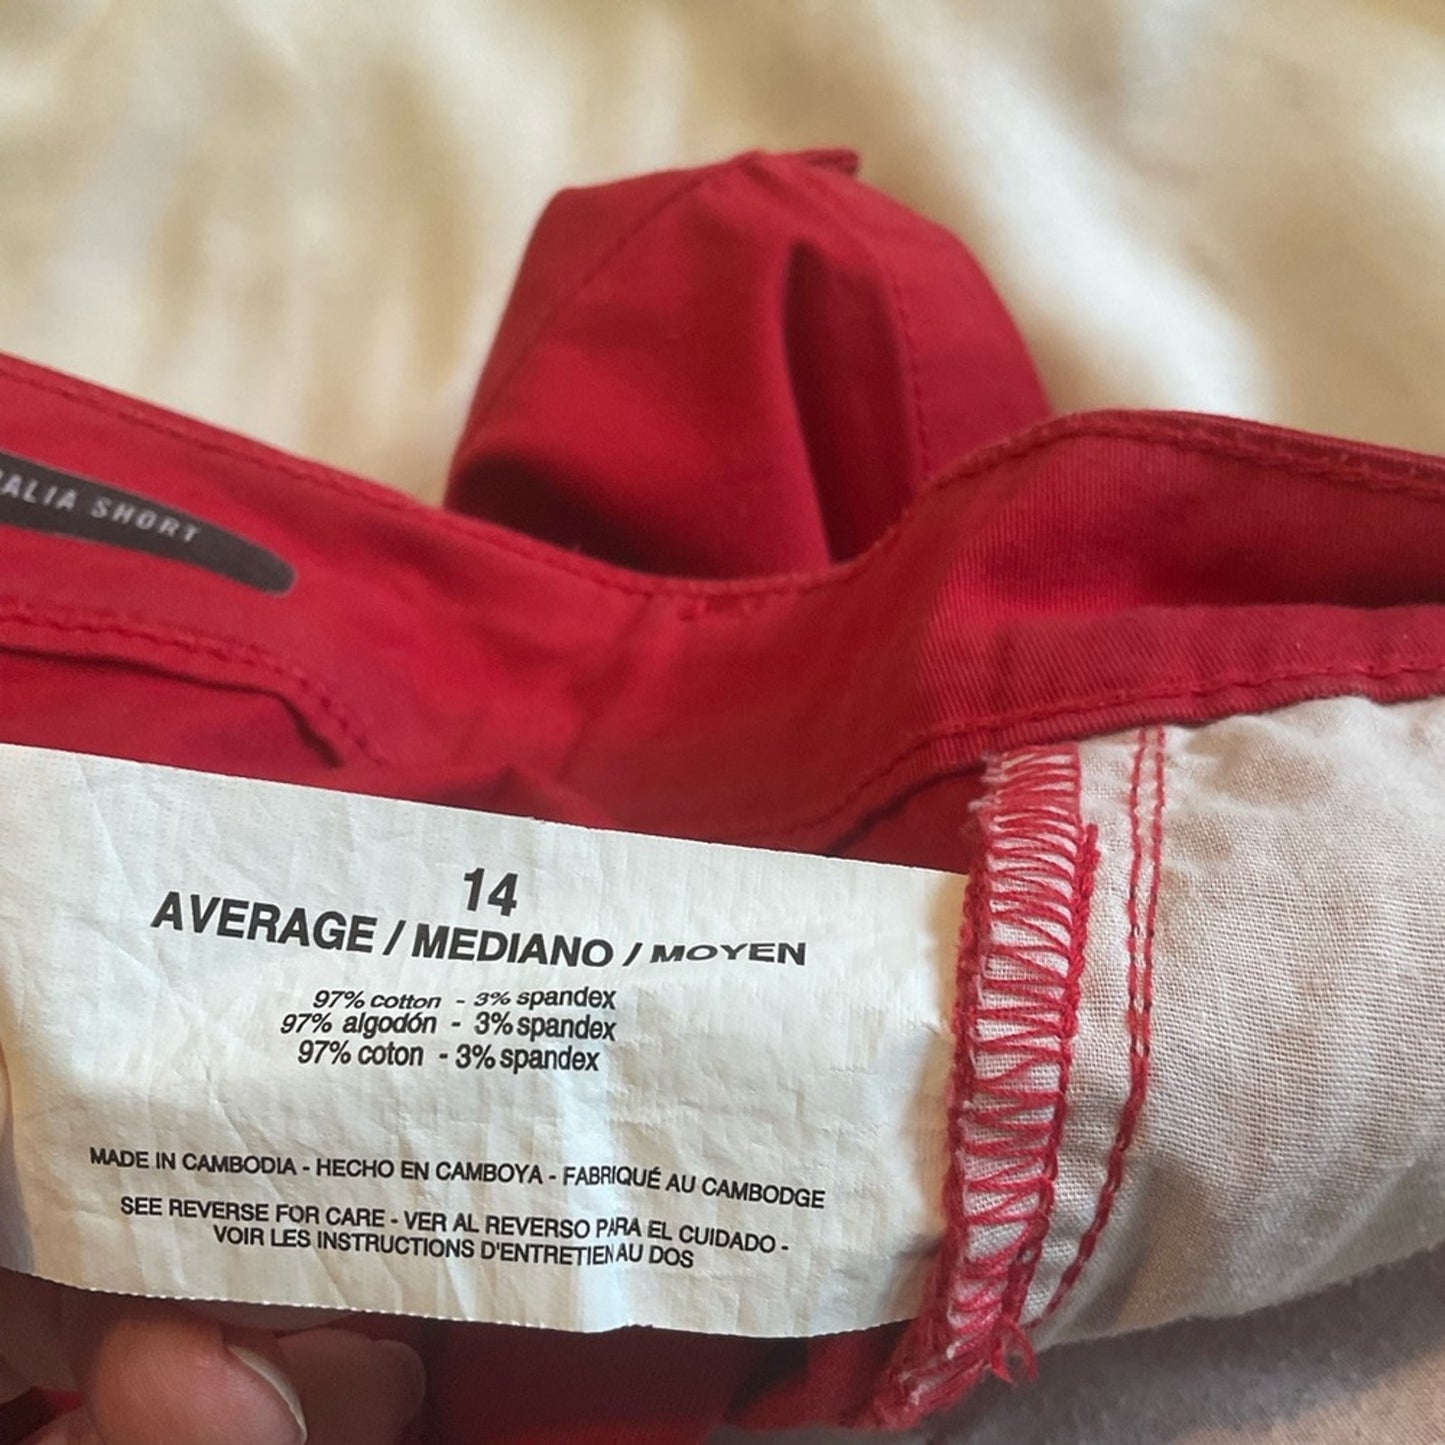 SHORT
14
AVERAGE / MEDIANO / MOYEN
97% cotton - 3% spandex
97% algodón - 3% spandex
97% coton - 3% spandex
MADE IN CAMBODIA - HECHO EN CAMBOYA - FABRIQUÉ AU CAMBODGE
SEE REVERSE FOR CARE - VER AL REVERSO PARA EL CUIDADO -
VOIR LES INSTRUCTIONS D'ENTRETIEN AU DOS